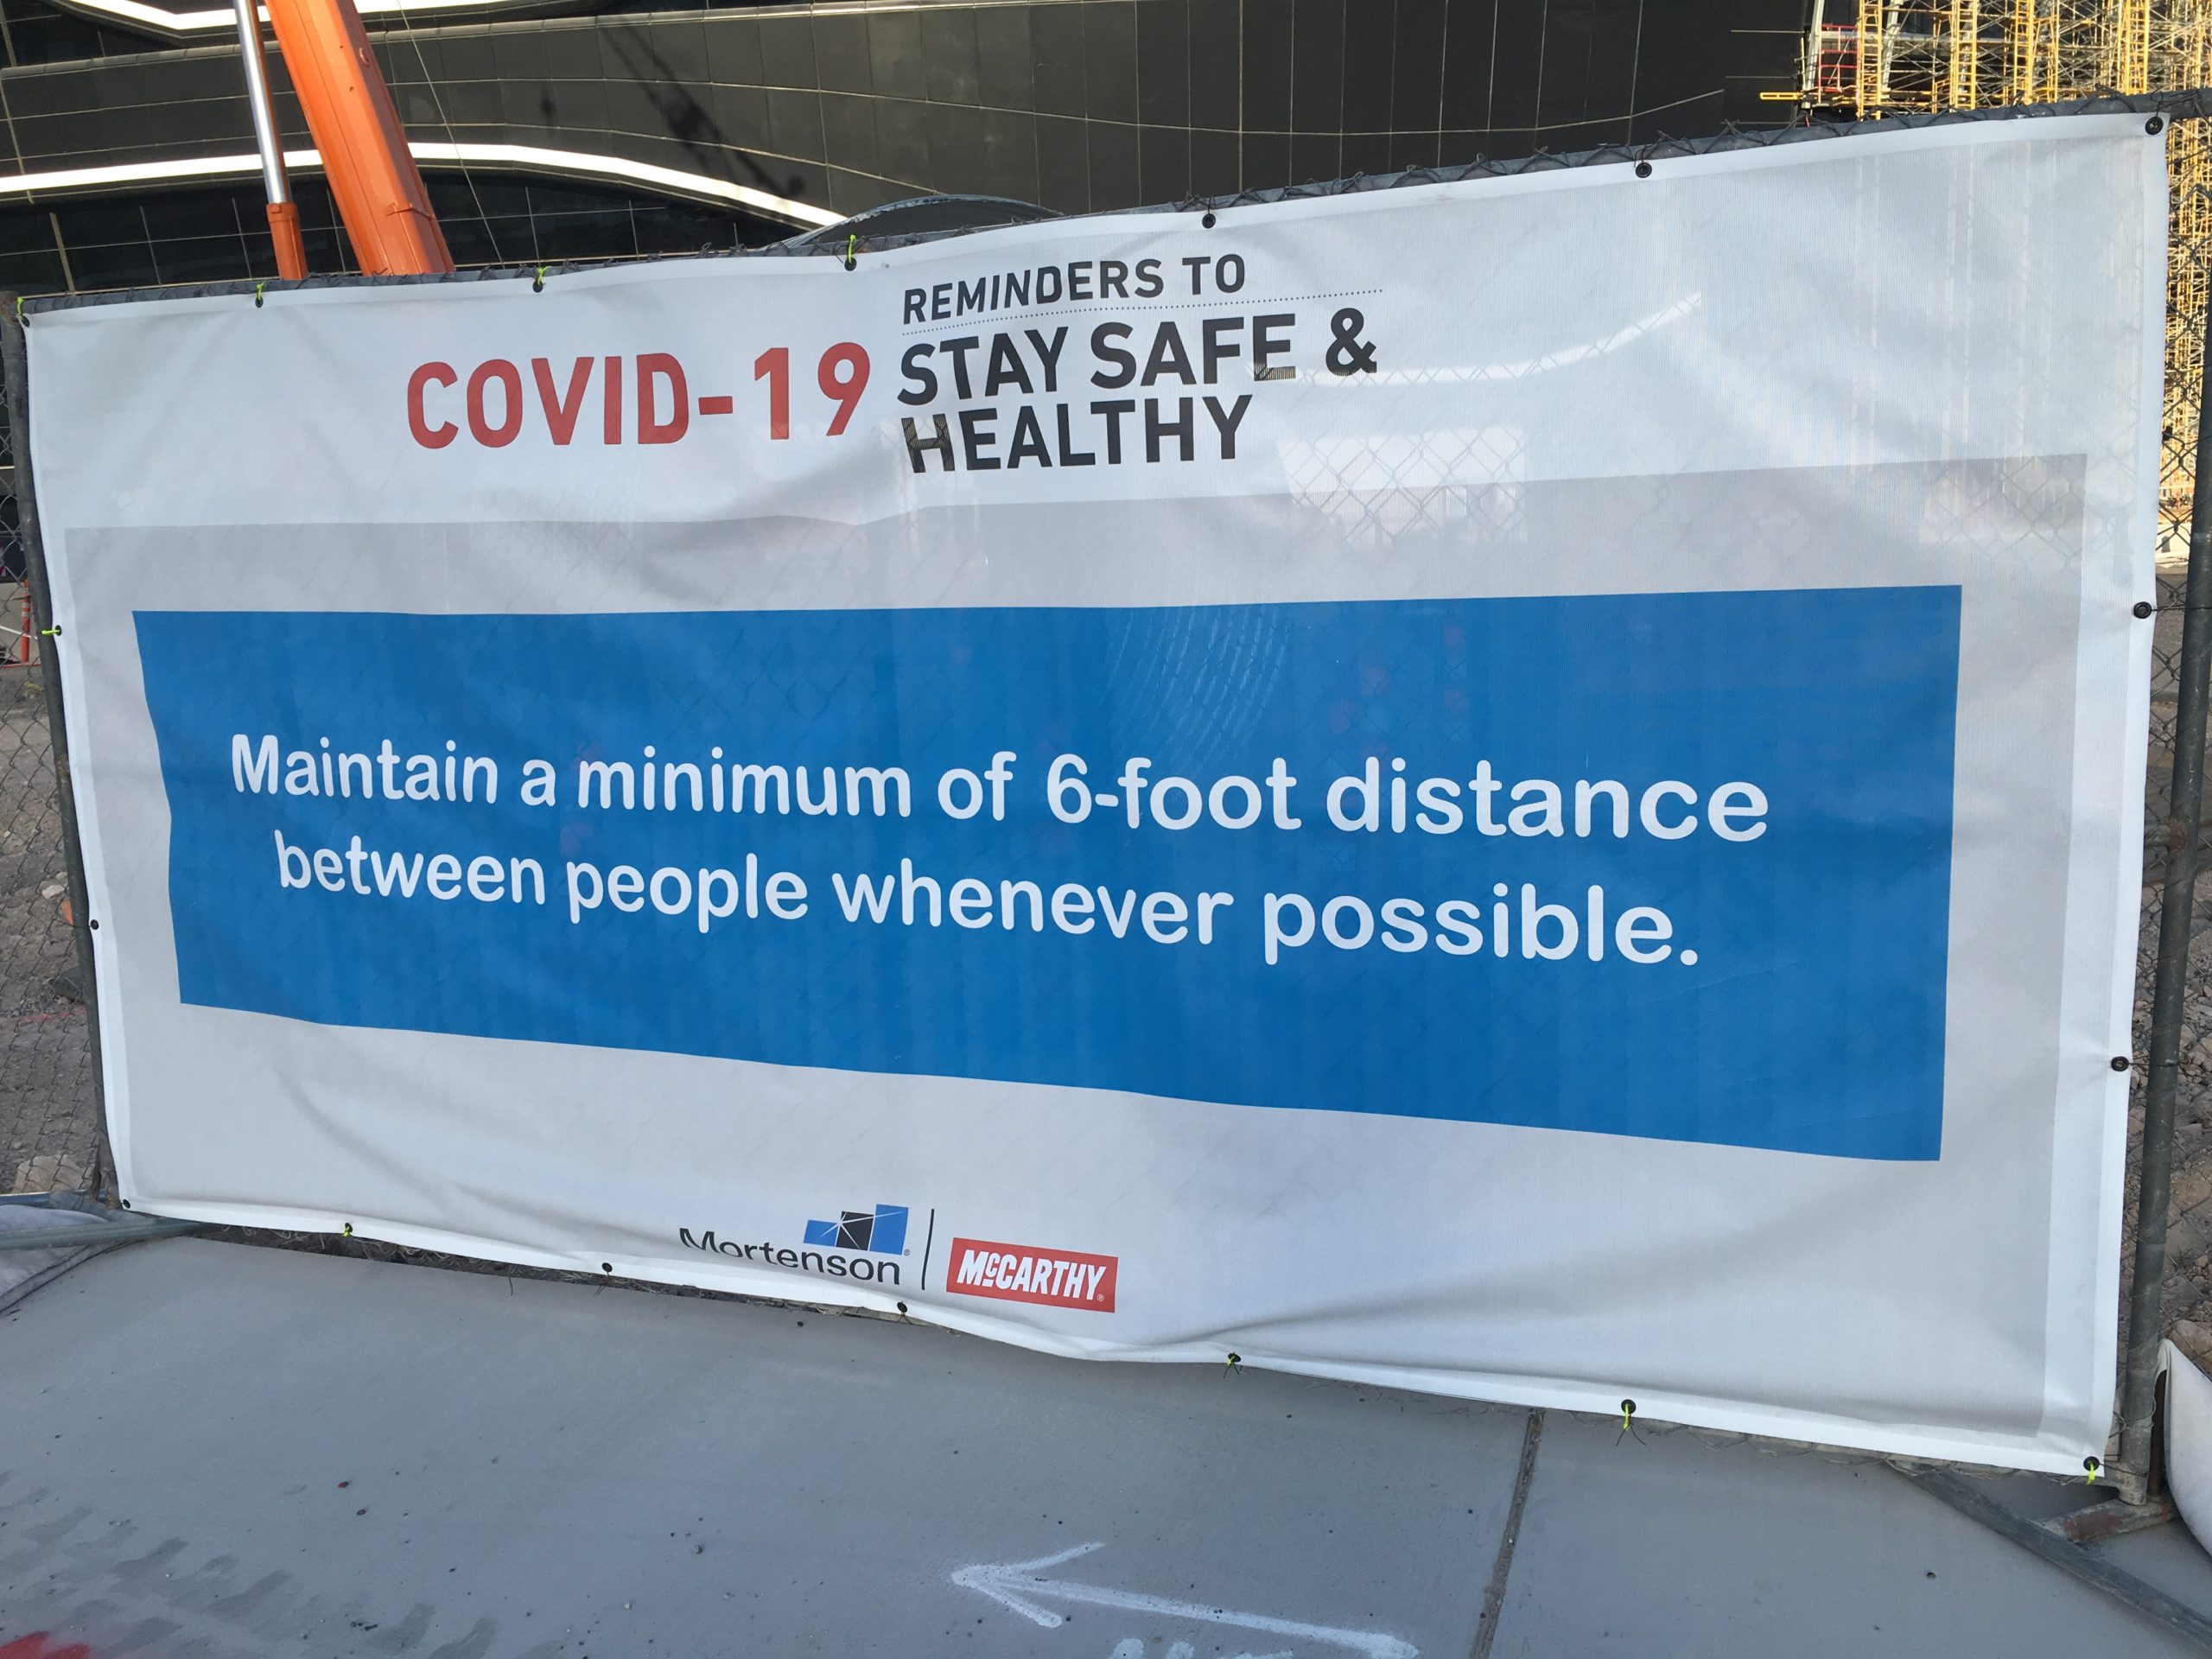 COVID-19
REMINDERS TO
STAY SAFE &
HEALTHY
Maintain a minimum of 6-foot distance
between people whenever possible.
Mortenson
McCARTHY